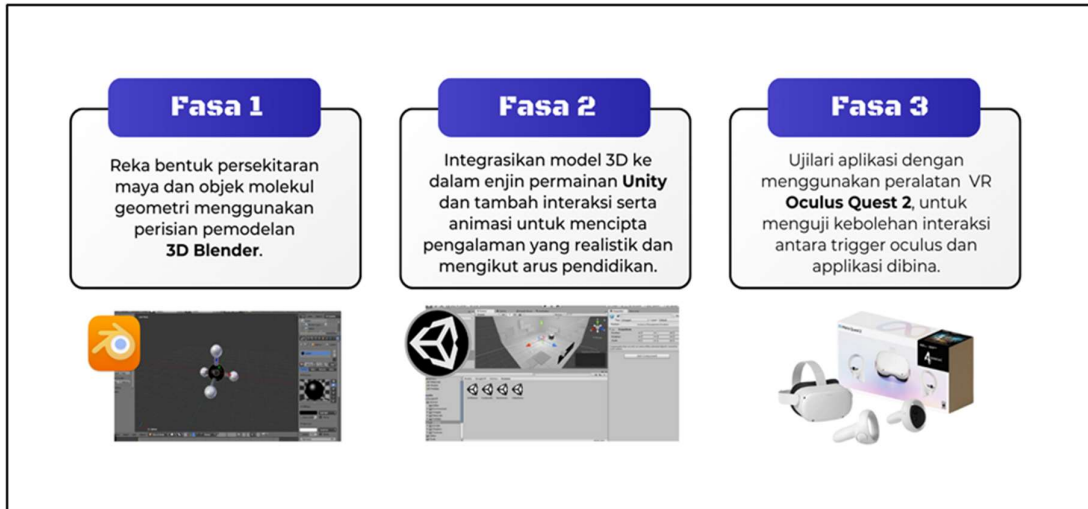 Fasa 1
Reka bentuk persekitaran
maya dan objek molekul
geometri menggunakan
perisian pemodelan
3D Blender.
Fasa 2
Integrasikan model 3D ke
dalam enjin permainan Unity
dan tambah interaksi serta
animasi untuk mencipta
pengalaman yang realistik dan
mengikut arus pendidikan.
Fasa 3
Ujilari aplikasi dengan
menggunakan peralatan VR
Oculus Quest 2, untuk
menguji kebolehan interaksi
antara trigger oculus dan
applikasi dibina.